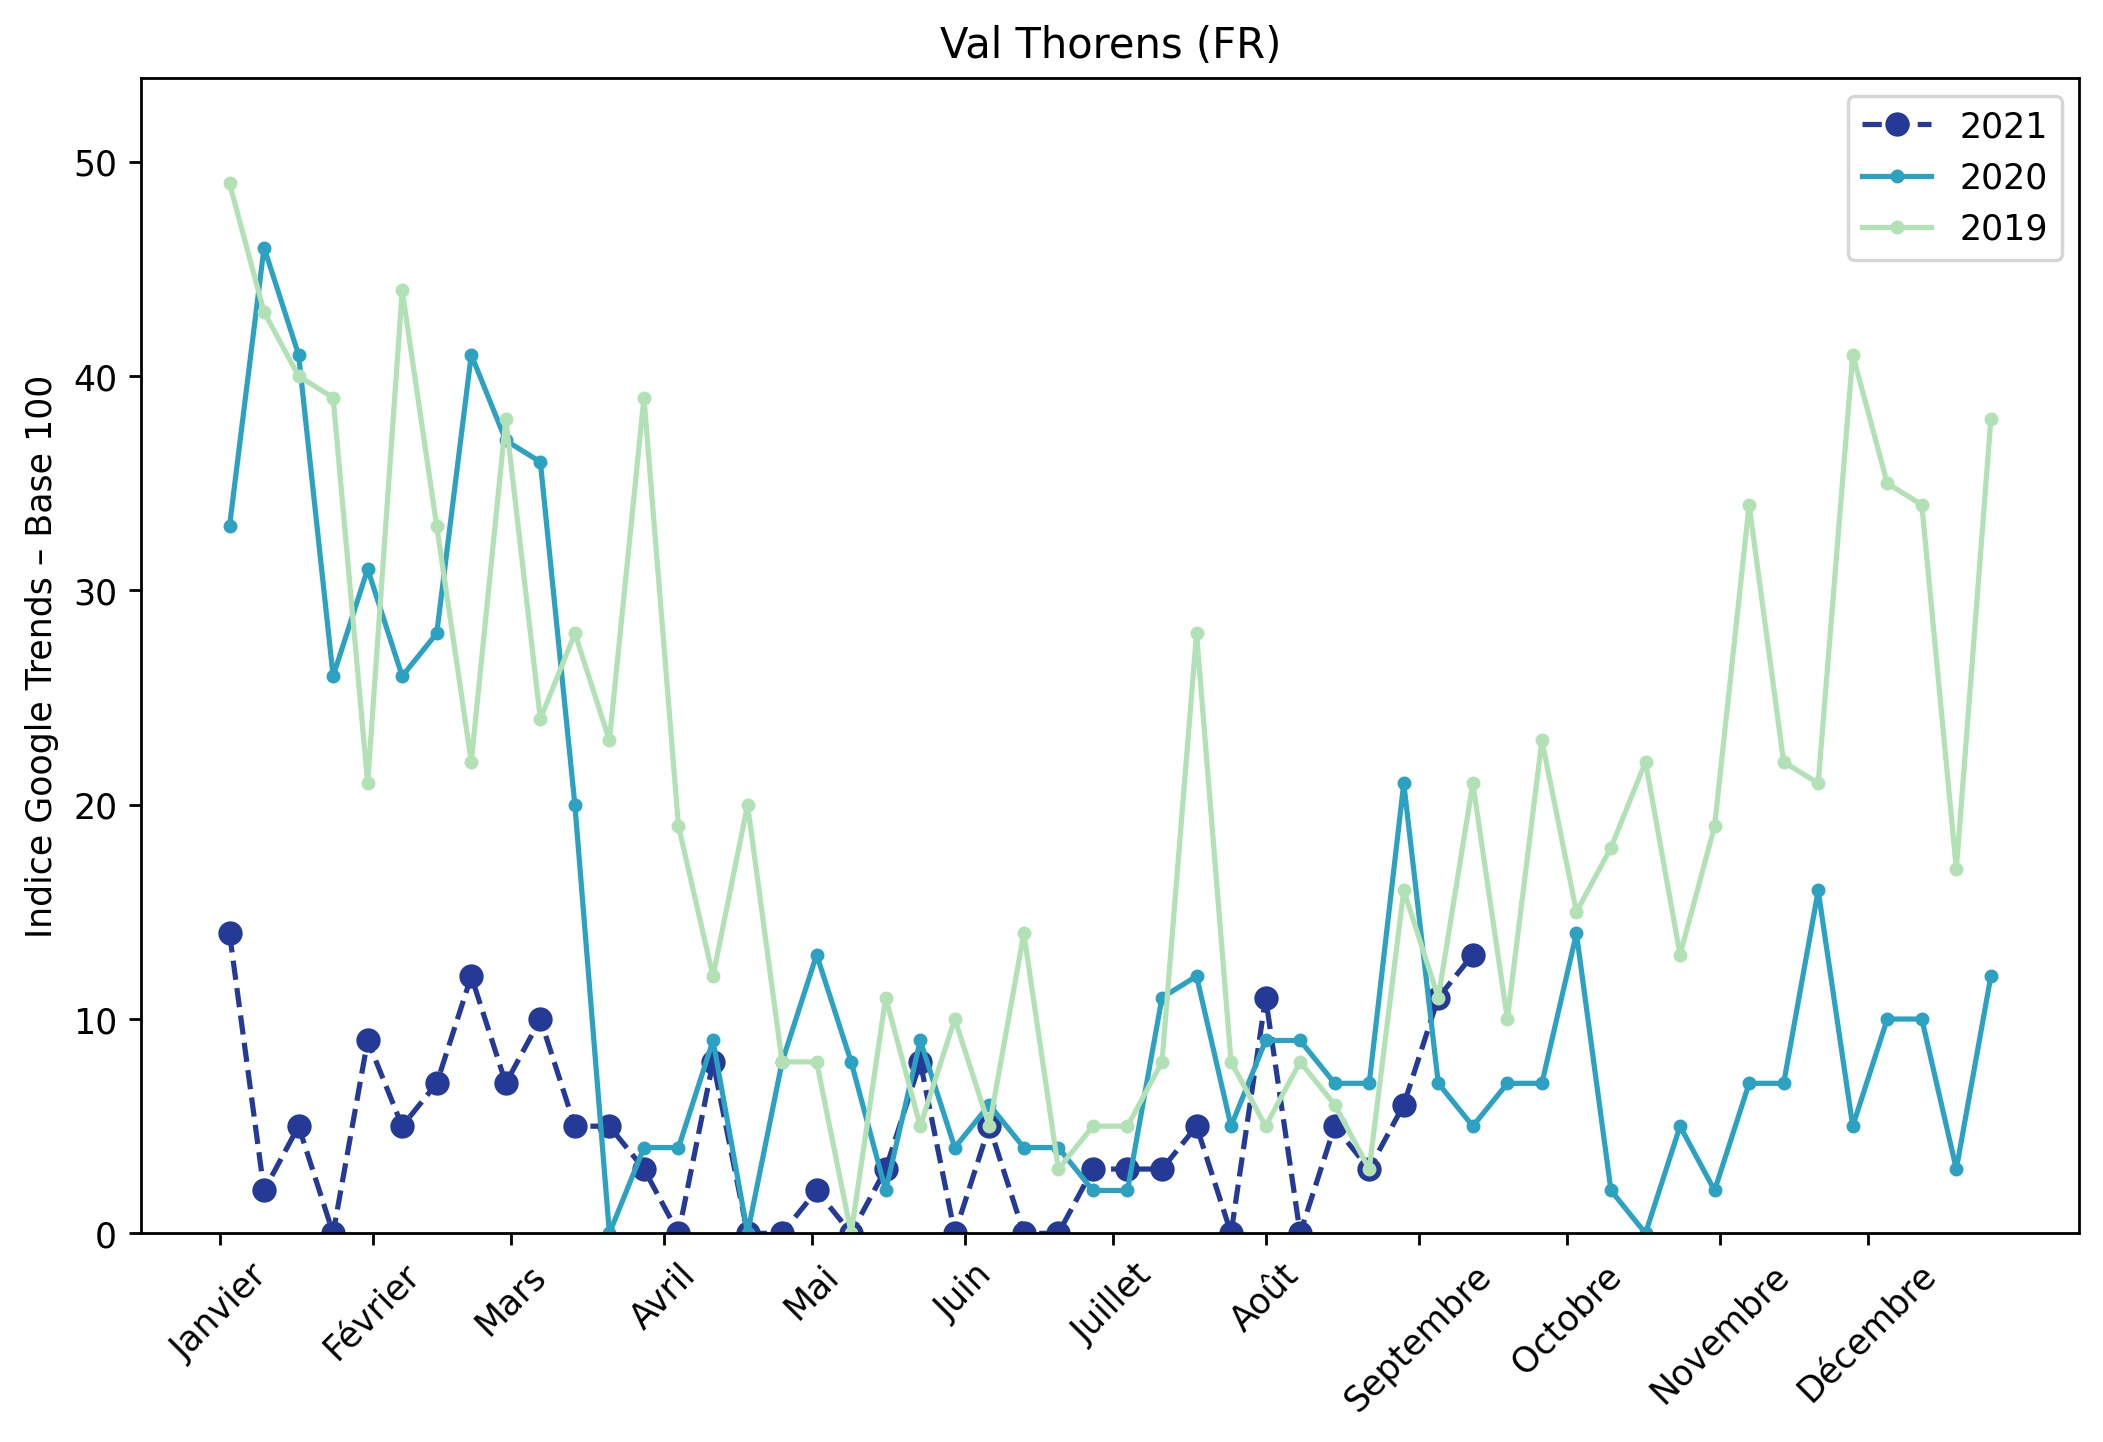 Val Thorens (FR)
2021
2020
2019
Indice Google Trends – Base 100
50
40
30
20
10
0
Janvier
Février
Mars
Avril
Mai
Juin
Juillet
Août
Septembre
Octobre
Novembre
Décembre